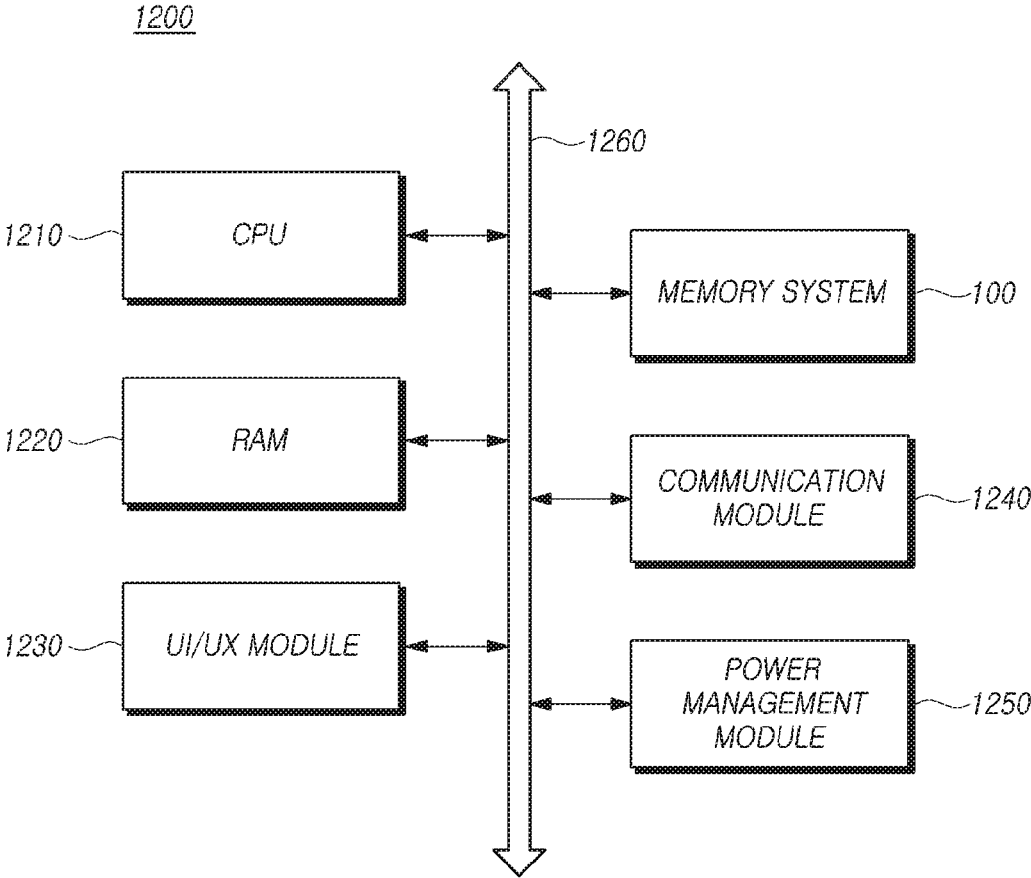 1200
1260
1210
CPU
MEMORY SYSTEM
100
1220
RAM
COMMUNICATION
MODULE
1240
1230
UI/UX MODULE
POWER
MANAGEMENT
MODULE
1250